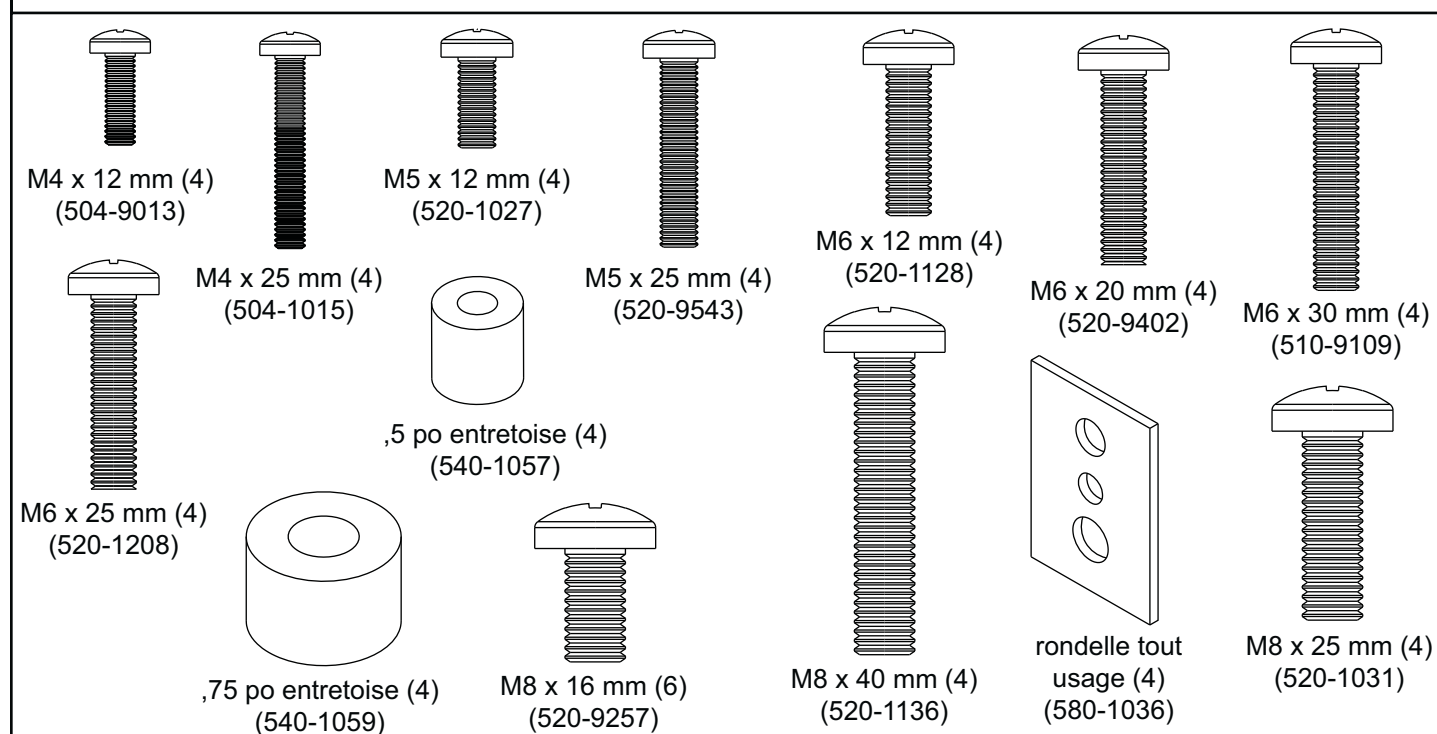 M4 x 12 mm (4)
(504-9013)
M4 x 25 mm (4)
(504-1015)
M5 x 12 mm (4)
(520-1027)
M5 x 25 mm (4)
(520-9543)
M6 x 12 mm (4)
(520-1128)
M6 x 20 mm (4)
(520-9402)
M6 x 30 mm (4)
(510-9109)
M6 x 25 mm (4)
(520-1208)
,5 po entretoise (4)
(540-1057)
,75 po entretoise (4)
(540-1059)
M8 x 16 mm (6)
(520-9257)
M8 x 40 mm (4)
(520-1136)
rondelle tout
usage (4)
(580-1036)
M8 x 25 mm (4)
(520-1031)